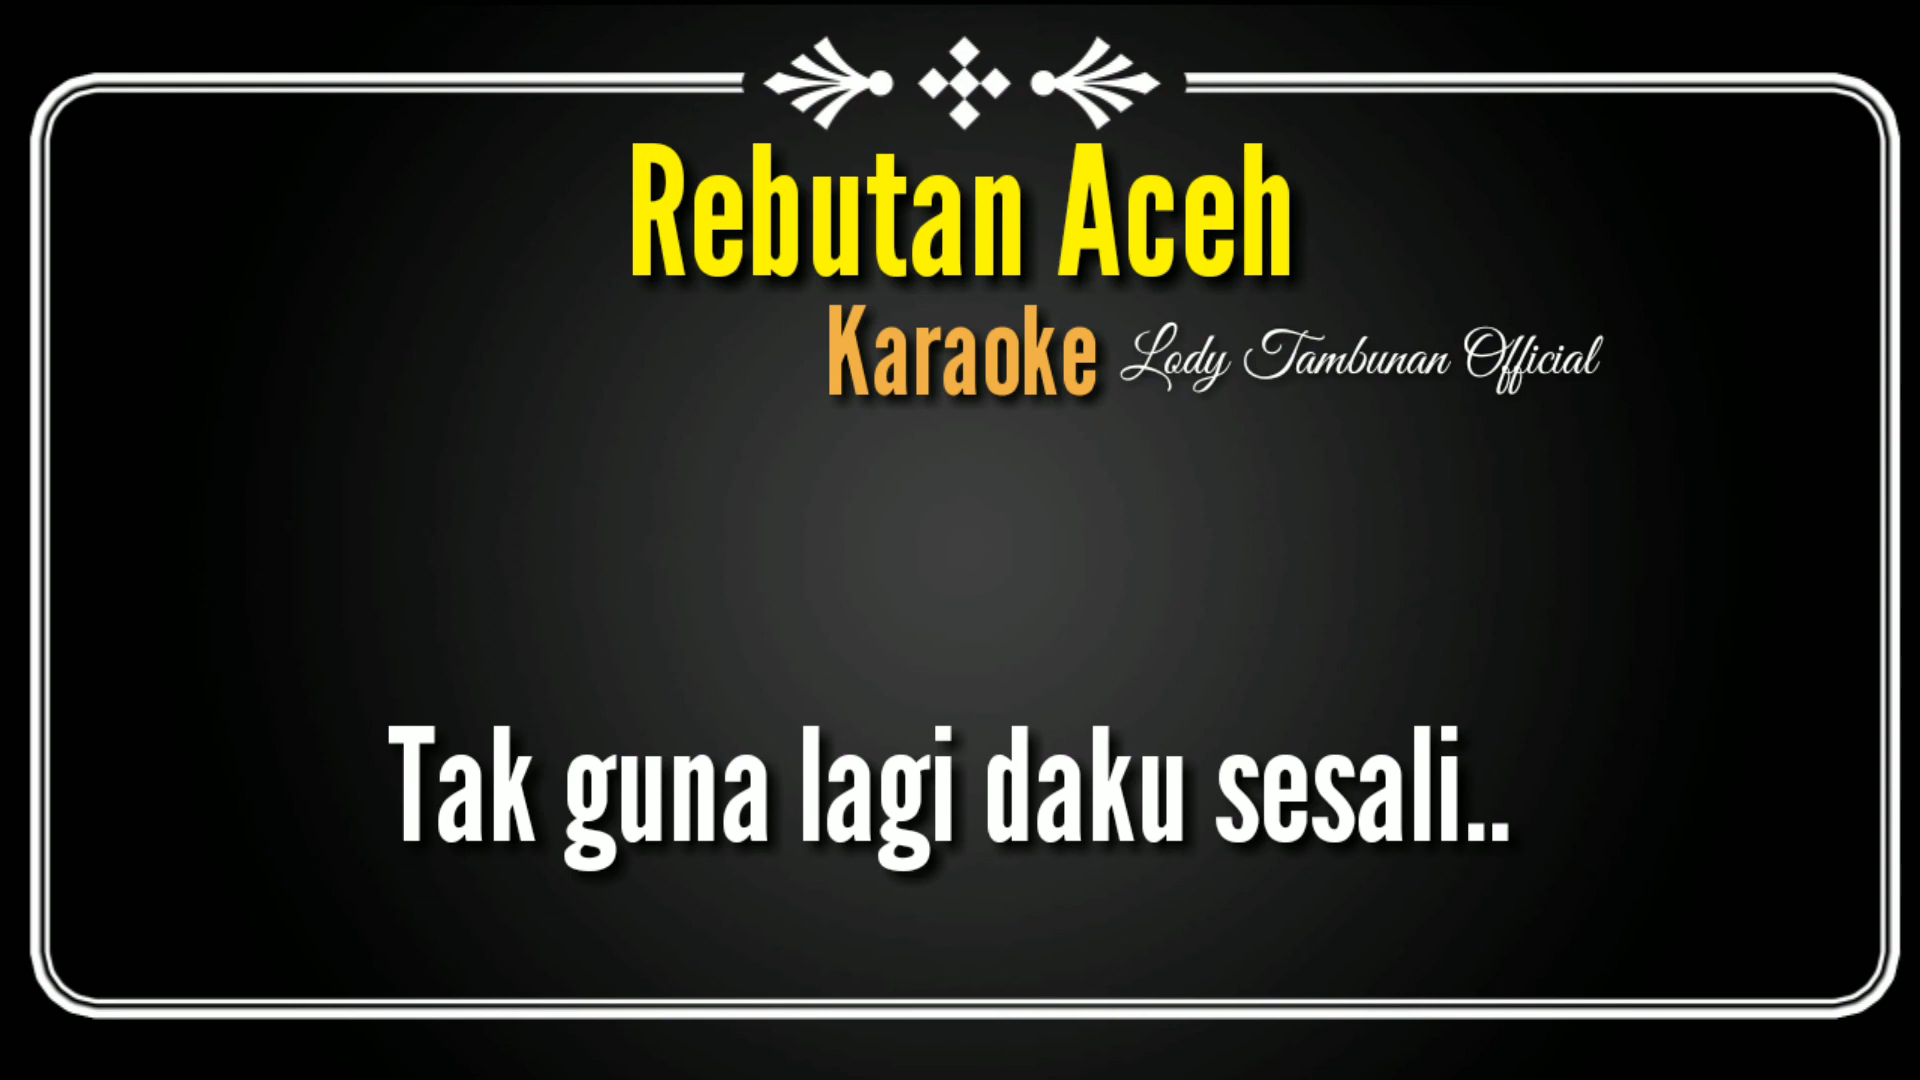 Rebutan Aceh
Karaoke Lody Tambunan Official
Tak guna lagi daku sesali..